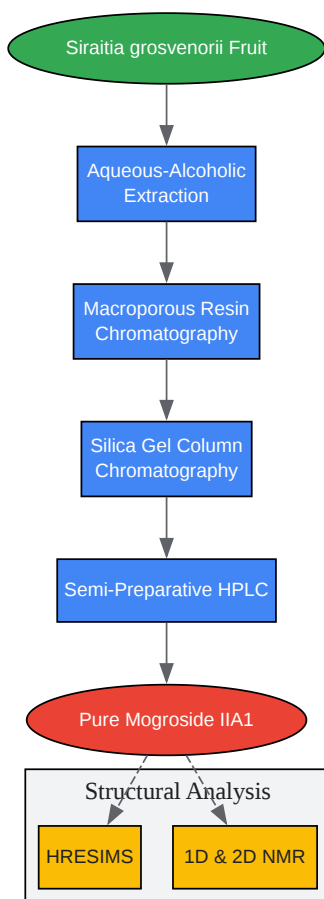 Siraitia grosvenorii Fruit
Aqueous-Alcoholic
Extraction
Macroporous Resin
Chromatography
Silica Gel Column
Chromatography
Semi-Preparative HPLC
Pure Mogroside IIA1
Structural Analysis
HRESIMS
1D & 2D NMR